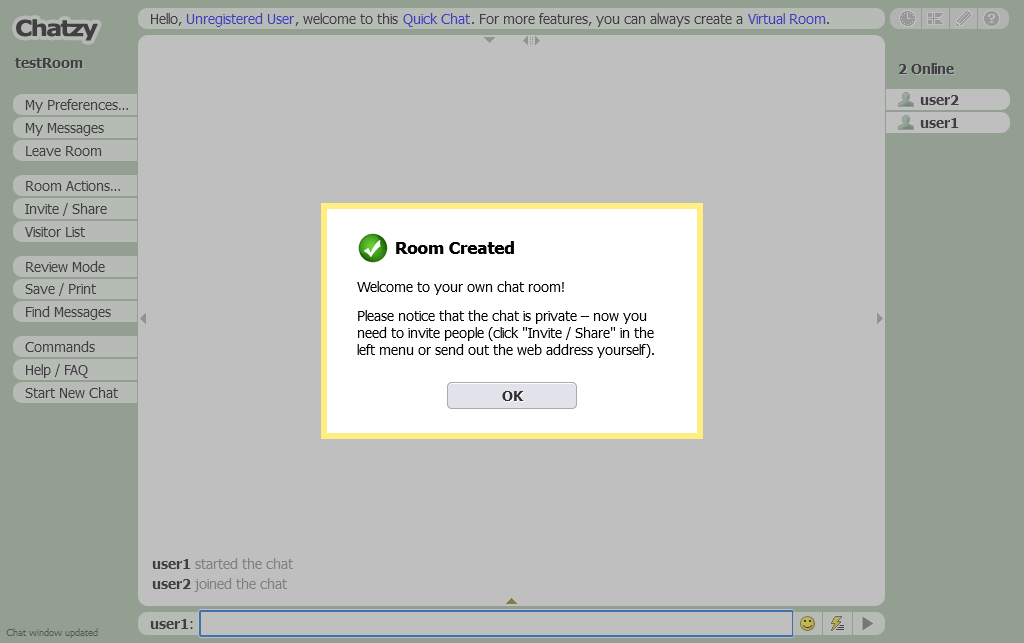 Chatzy
Hello, Unregistered User, welcome to this Quick Chat. For more features, you can always create a Virtual Room.
testRoom
My Preferences...
My Messages
Leave Room
Room Actions...
Invite / Share
Visitor List
Review Mode
Save / Print
Find Messages
Commands
Help / FAQ
Start New Chat
2 Online
user2
user1
Room Created
Welcome to your own chat room!
Please notice that the chat is private – now you
need to invite people (click "Invite / Share" in the
left menu or send out the web address yourself).
OK
user1 started the chat
user2 joined the chat
user1:
Chat window updated